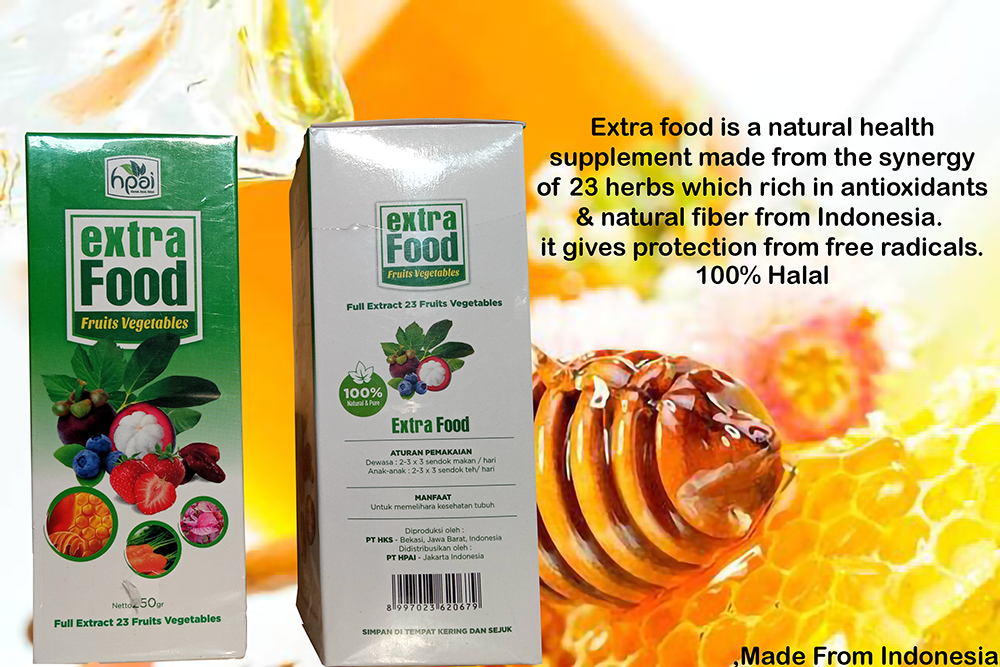 hpai
extra
Food
Fruits Vegetables
Netto 250gr
Full Extract 23 Fruits Vegetables
extra
Food
Fruits Vegetables
Full Extract 23 Fruits Vegetables
100%
Natural & Pure
Extra Food
ATURAN PEMAKAIAN
Dewasa : 2-3 x 3 sendok makan / hari
Anak-anak : 2-3 x 3 sendok teh/ hari
MANFAAT
Untuk memelihara kesehatan tubuh
Diproduksi oleh :
PT HKS - Bekasi, Jawa Barat, Indonesia
Didistribusikan oleh :
PT HPAI - Jakarta Indonesia
8 997023 620679
SIMPAN DI TEMPAT KERING DAN SEJUK
Extra food is a natural health
supplement made from the synergy
of 23 herbs which rich in antioxidants
& natural fiber from Indonesia.
it gives protection from free radicals.
100% Halal
,Made From Indonesia